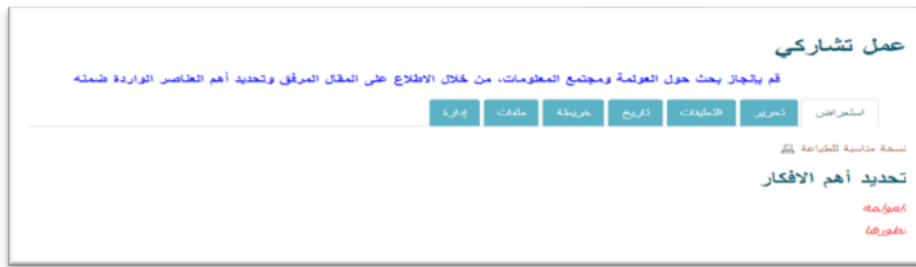 عمل تشاركي
قم بإنجاز بحث حول العولمة ومجتمع المعلومات، من خلال الاطلاع على المقال المرفق وتحديد أهم العناصر الواردة ضمنه
استعراض تحرير التعليقات تاريخ خريطة ملفات إدارة
نسخة مناسبة للطباعة
تحديد أهم الافكار
العولمة
تطورها